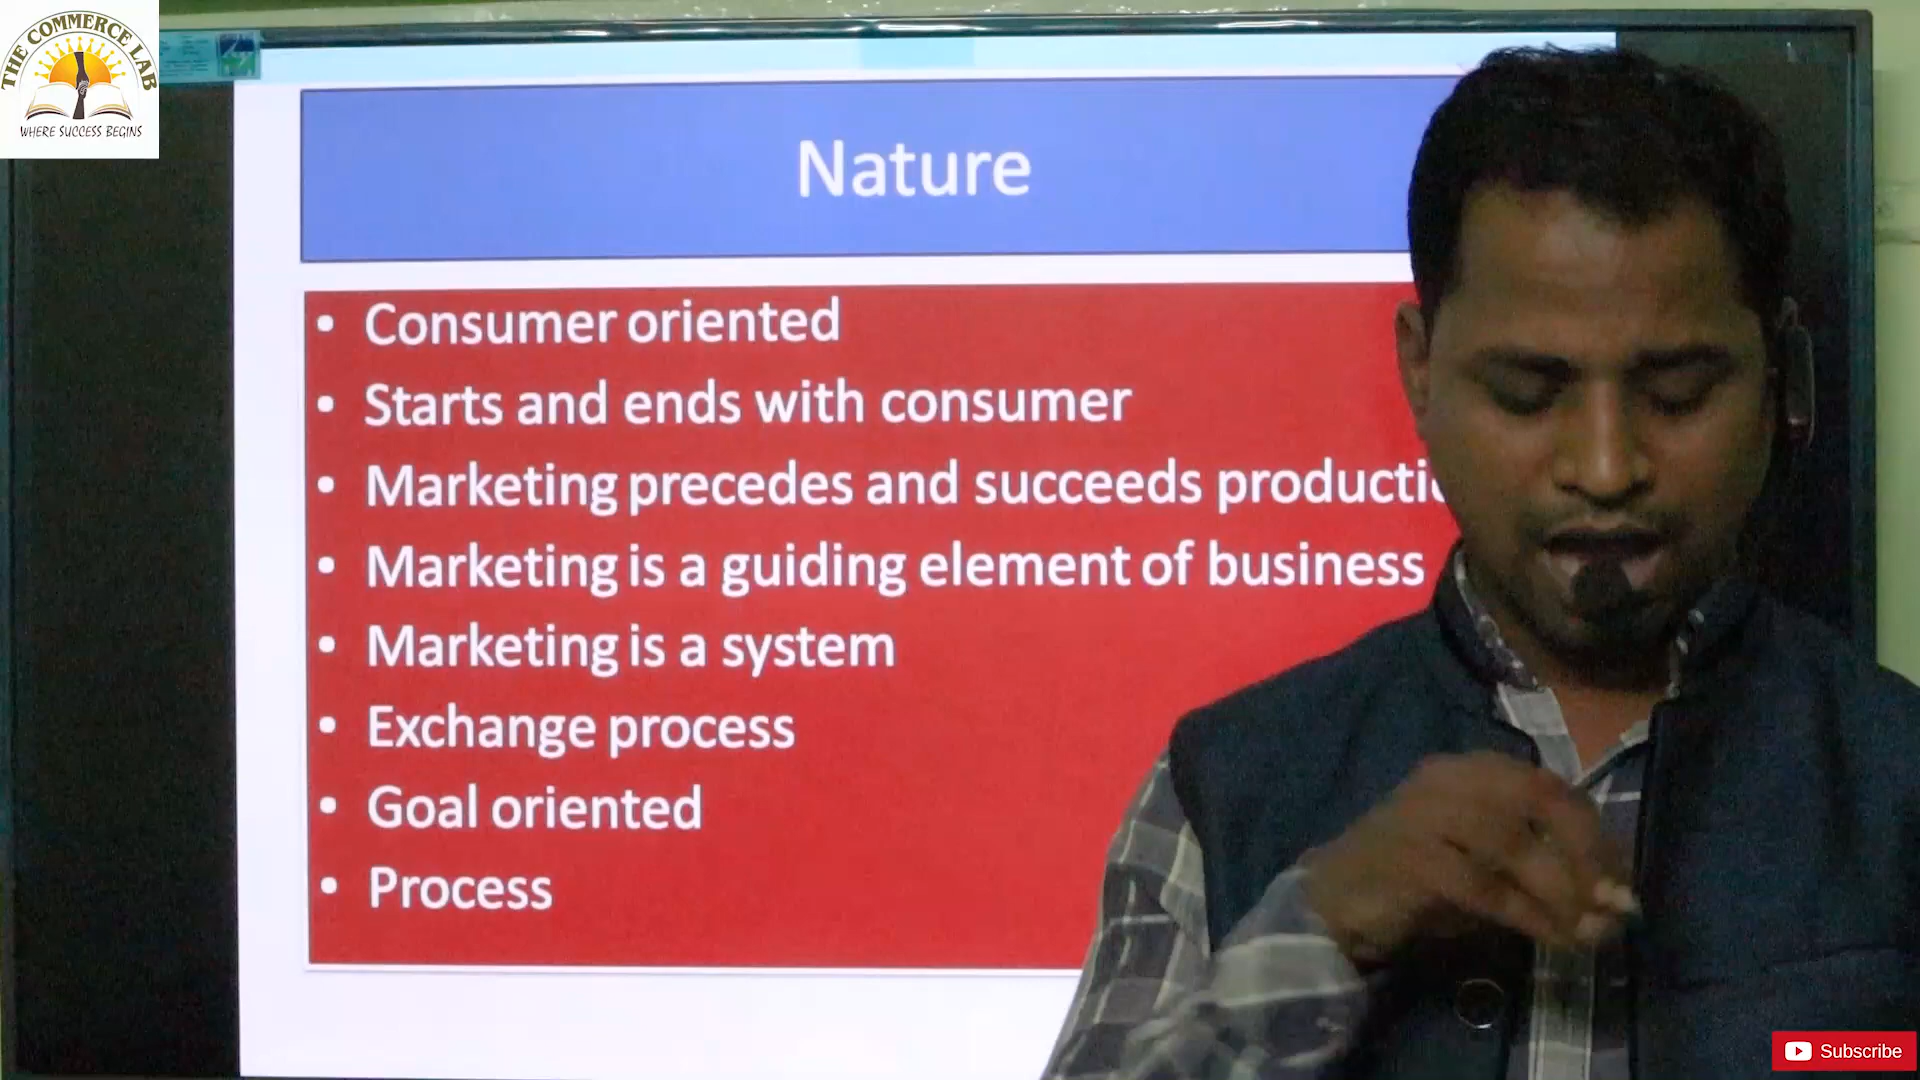 THE COMMERCE LAB
WHERE SUCCESS BEGINS
Nature
• Consumer oriented
• Starts and ends with consumer
• Marketing precedes and succeeds producti
• Marketing is a guiding element of business
• Marketing is a system
• Exchange process
• Goal oriented
• Process
Subscribe